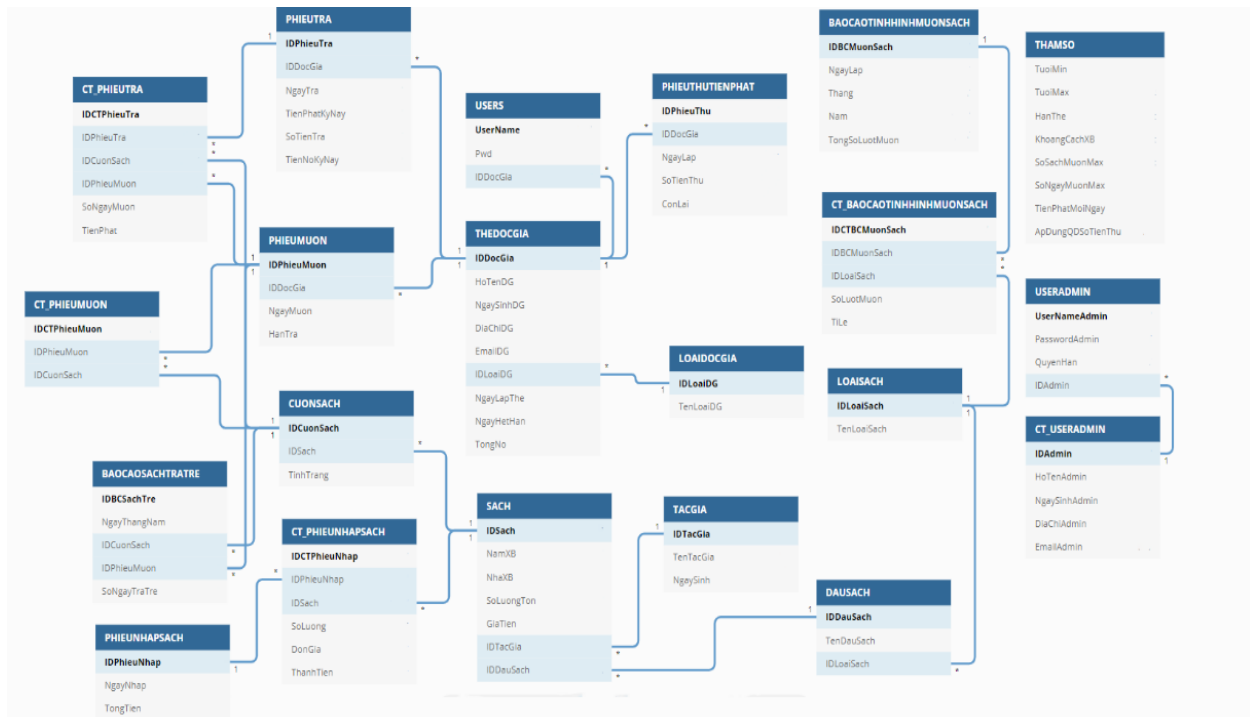 PHIEUTRA
IDPhieuTra
IDDocGia
NgayTra
TienPhatKyNay
SoTienTra
TienNoKyNay
BAOCAOTINHHINHMUONSACH
IDBCMuonSach
NgayLap
Thang
Nam
TongSoLuotMuon
THAMSO
TuoiMin
TuoiMax
HanThe
KhoangCachXB
SoSachMuonMax
SoNgayMuonMax
TienPhatMoiNgay
ApDungQDSoTienThu
CT_PHIEUTRA
IDCTPhieuTra
IDPhieuTra
IDCuonSach
IDPhieuMuon
SoNgayMuon
TienPhat
USERS
UserName
Pwd
IDDocGia
PHIEUTHUTIENPHAT
IDPhieuThu
IDDocGia
NgayLap
SoTienThu
ConLai
CT_BAOCAOTINHHINHMUONSACH
IDCTBCMuonSach
IDBCMuonSach
IDLoaiSach
SoLuotMuon
TiLe
PHIEUMUON
IDPhieuMuon
IDDocGia
NgayMuon
HanTra
THEDOCGIA
IDDocGia
HoTenDG
NgaySinhDG
DiaChiDG
EmailDG
IDLoaiDG
NgayLapThe
NgayHetHan
TongNo
CT_PHIEUMUON
IDCTPhieuMuon
IDPhieuMuon
IDCuonSach
USERADMIN
UserNameAdmin
PasswordAdmin
QuyenHan
IDAdmin
LOAIDOCGIA
IDLoaiDG
TenLoaiDG
LOAISACH
IDLoaiSach
TenLoaiSach
CUONSACH
IDCuonSach
IDSach
TinhTrang
CT_USERADMIN
IDAdmin
HoTenAdmin
NgaySinhAdmin
DiaChiAdmin
EmailAdmin
BAOCAOSACHTRATRE
IDBCSachTre
NgayThangNam
IDCuonSach
IDPhieuMuon
SoNgayTraTre
CT_PHIEUNHAPSACH
IDCTPhieuNhap
IDPhieuNhap
IDSach
SoLuong
DonGia
ThanhTien
SACH
IDSach
NamXB
NhaXB
SoLuongTon
GiaTien
IDTacGia
IDDauSach
TACGIA
IDTacGia
TenTacGia
NgaySinh
DAUSACH
IDDauSach
TenDauSach
IDLoaiSach
PHIEUNHAPSACH
IDPhieuNhap
NgayNhap
TongTien